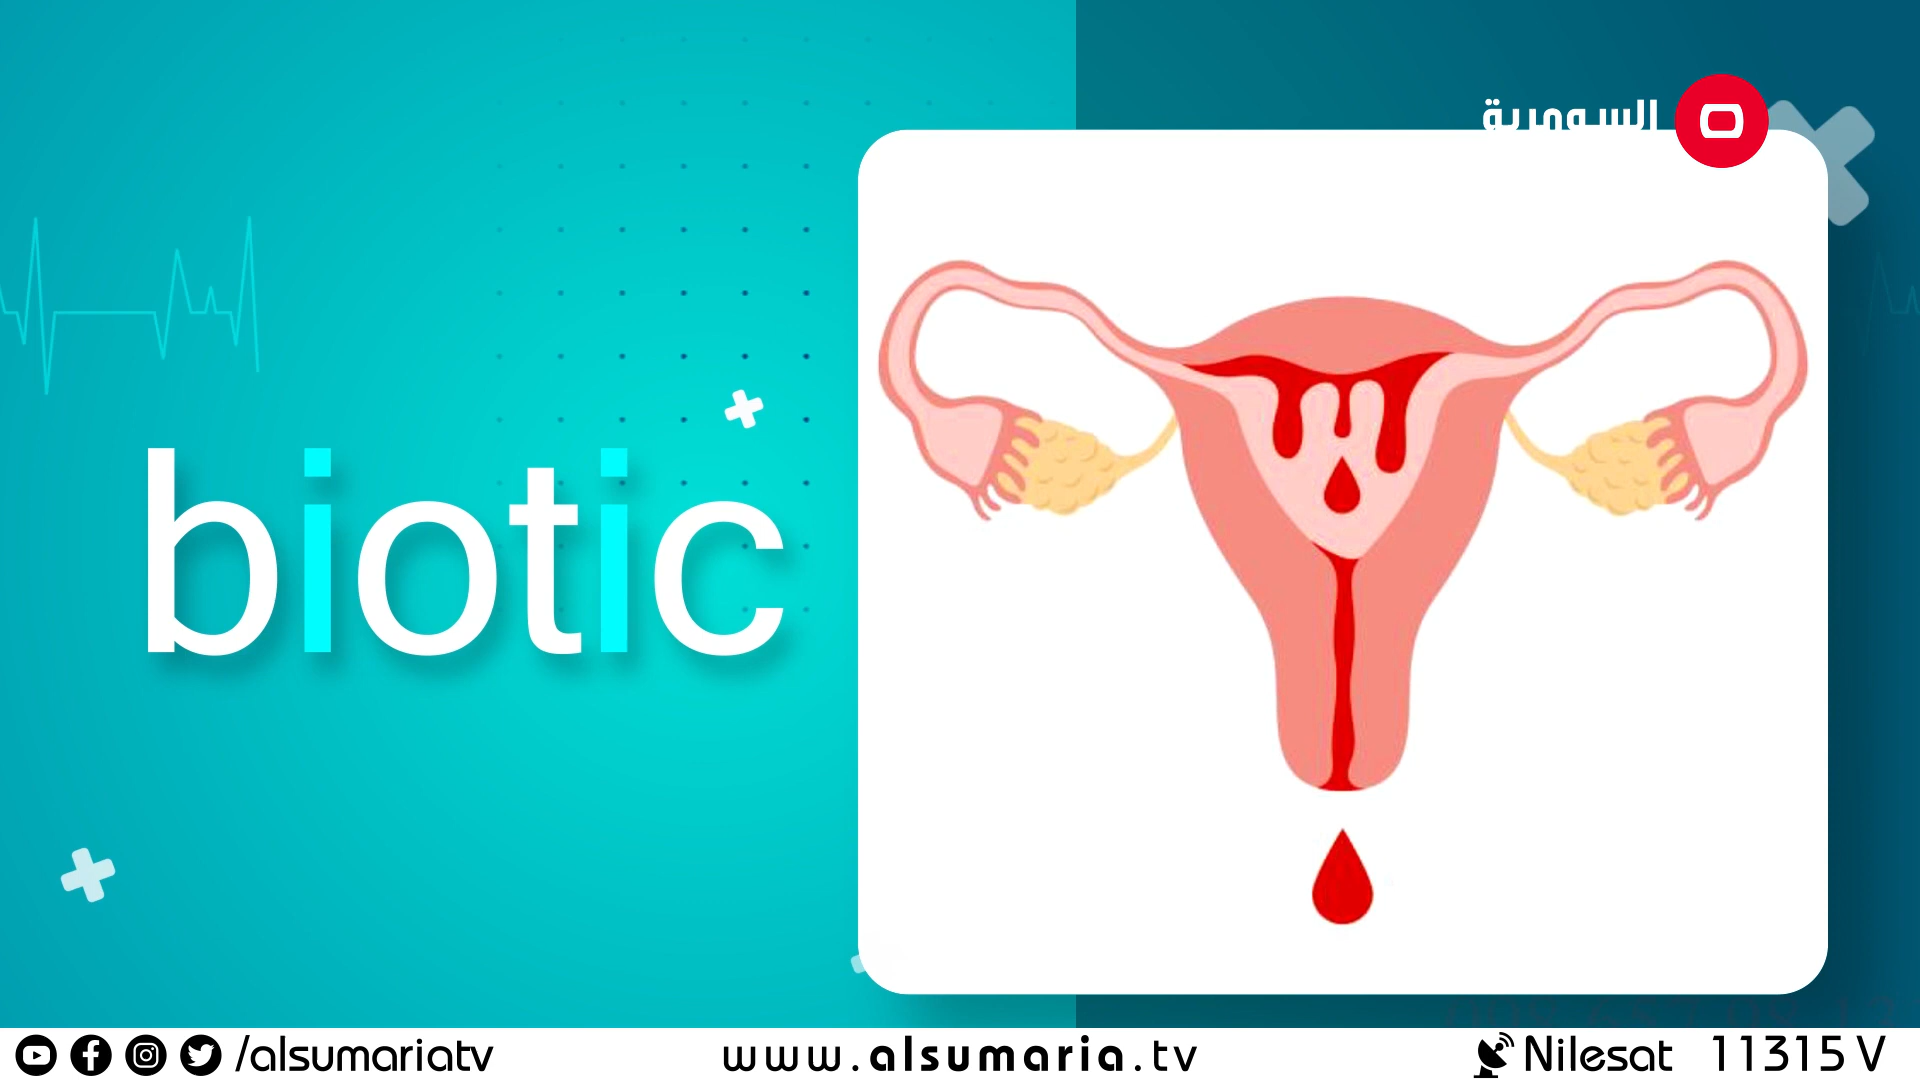 السومرية
biotic
/alsumariatv
www.alsumaria.tv
Nilesat 11315 V